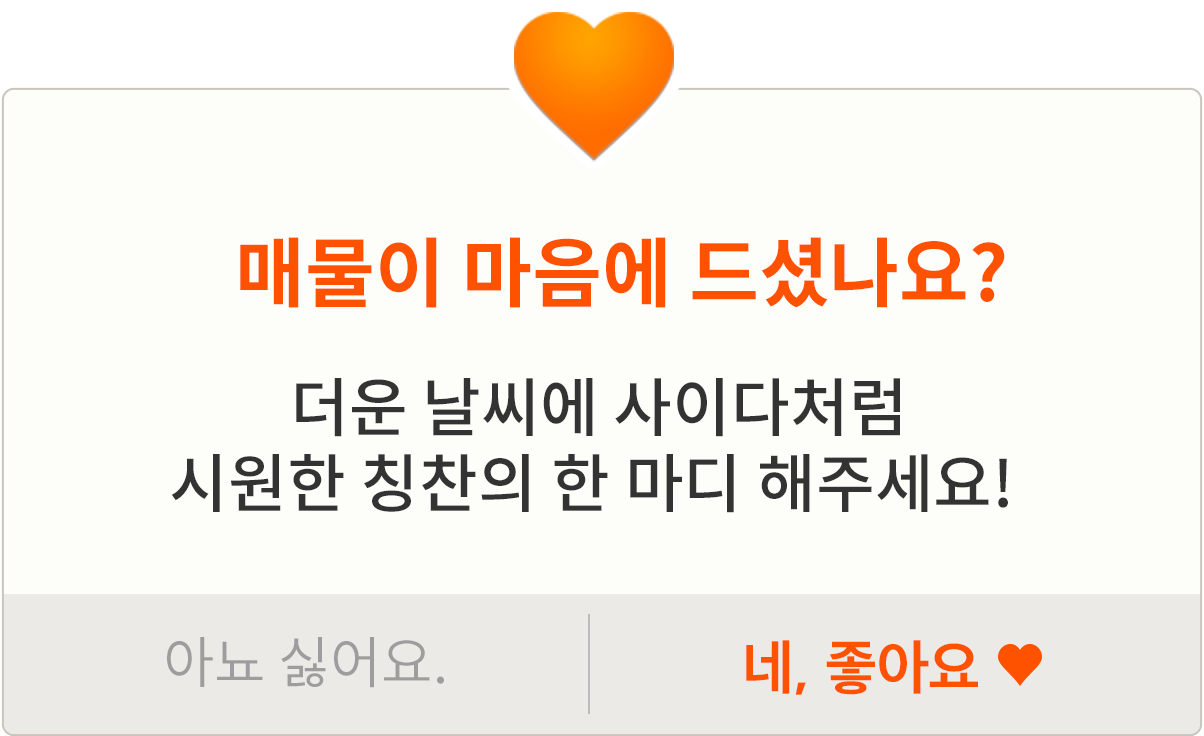 매물이 마음에 드셨나요?
더운 날씨에 사이다처럼
시원한 칭찬의 한 마디 해주세요!
아뇨 싫어요.
네, 좋아요 ♥